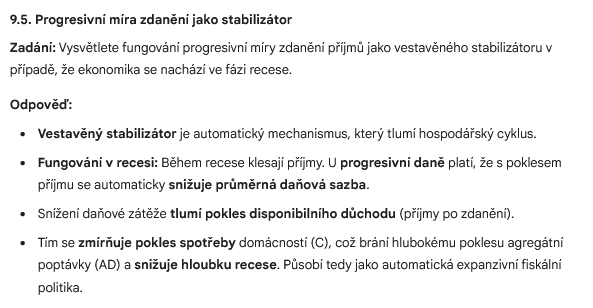 9.5. Progresivní míra zdanění jako stabilizátor
Zadání: Vysvětlete fungování progresivní míry zdanění příjmů jako vestavěného stabilizátoru v
případě, že ekonomika se nachází ve fázi recese.
Odpověď:
• Vestavěný stabilizátor je automatický mechanismus, který tlumí hospodářský cyklus.
• Fungování v recesi: Během recese klesají příjmy. U progresivní daně platí, že s poklesem
příjmu se automaticky snižuje průměrná daňová sazba.
• Snížení daňové zátěže tlumí pokles disponibilního důchodu (příjmy po zdanění).
• Tím se zmírňuje pokles spotřeby domácností (C), což brání hlubokému poklesu agregátní
poptávky (AD) a snižuje hloubku recese. Působí tedy jako automatická expanzivní fiskální
politika.